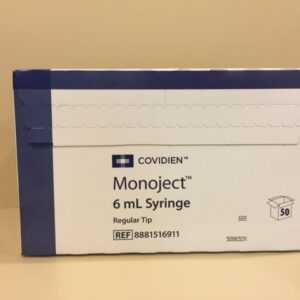 COVIDIEN™
Monoject™
6 mL Syringe
Regular Tip
REF 8881516911
50